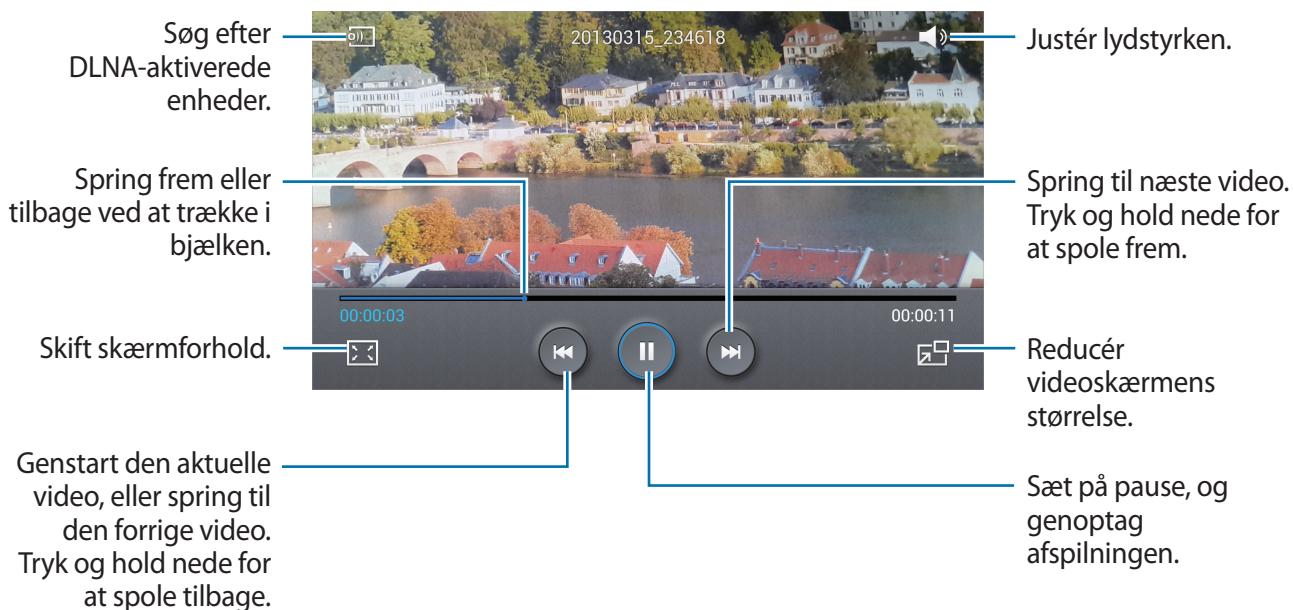 Søg efter
DLNA-aktiverede
enheder.
20130315_234618
Justér lydstyrken.
Spring frem eller
tilbage ved at trække i
bjælken.
Spring til næste video.
Tryk og hold nede for
at spole frem.
00:00:03
00:00:11
Skift skærmforhold.
Reducér
videoskærmens
størrelse.
Genstart den aktuelle
video, eller spring til
den forrige video.
Tryk og hold nede for
at spole tilbage.
Sæt på pause, og
genoptag
afspilningen.